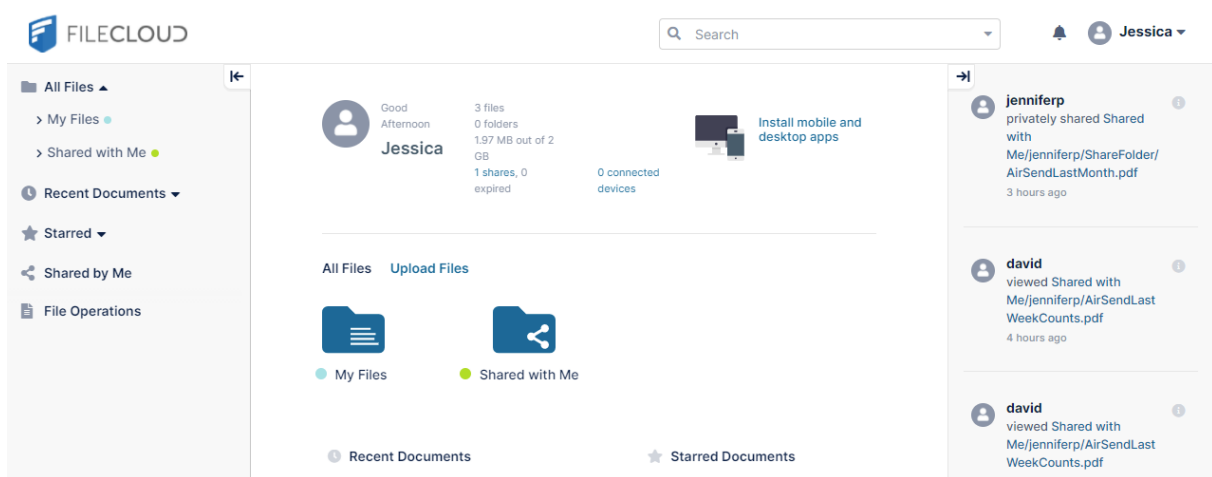 FILECLOUD
Search
Jessica
All Files
My Files
Shared with Me
Recent Documents
Starred
Shared by Me
File Operations
Good
Afternoon
Jessica
3 files
0 folders
1.97 MB out of 2
GB
1 shares, 0
expired
0 connected
devices
Install mobile and
desktop apps
All Files Upload Files
My Files
Shared with Me
Recent Documents
Starred Documents
jenniferp
privately shared Shared
with
Me/jenniferp/ShareFolder/
AirSendLastMonth.pdf
3 hours ago
david
viewed Shared with
Me/jenniferp/AirSendLast
WeekCounts.pdf
4 hours ago
david
viewed Shared with
Me/jenniferp/AirSendLast
WeekCounts.pdf